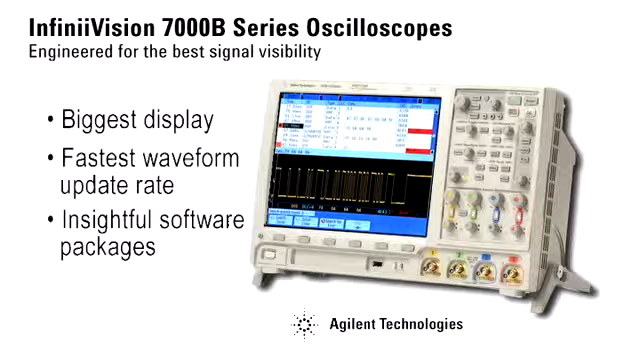 InfiniiVision 7000B Series Oscilloscopes
Engineered for the best signal visibility
• Biggest display
• Fastest waveform
update rate
• Insightful software
packages
Agilent Technologies